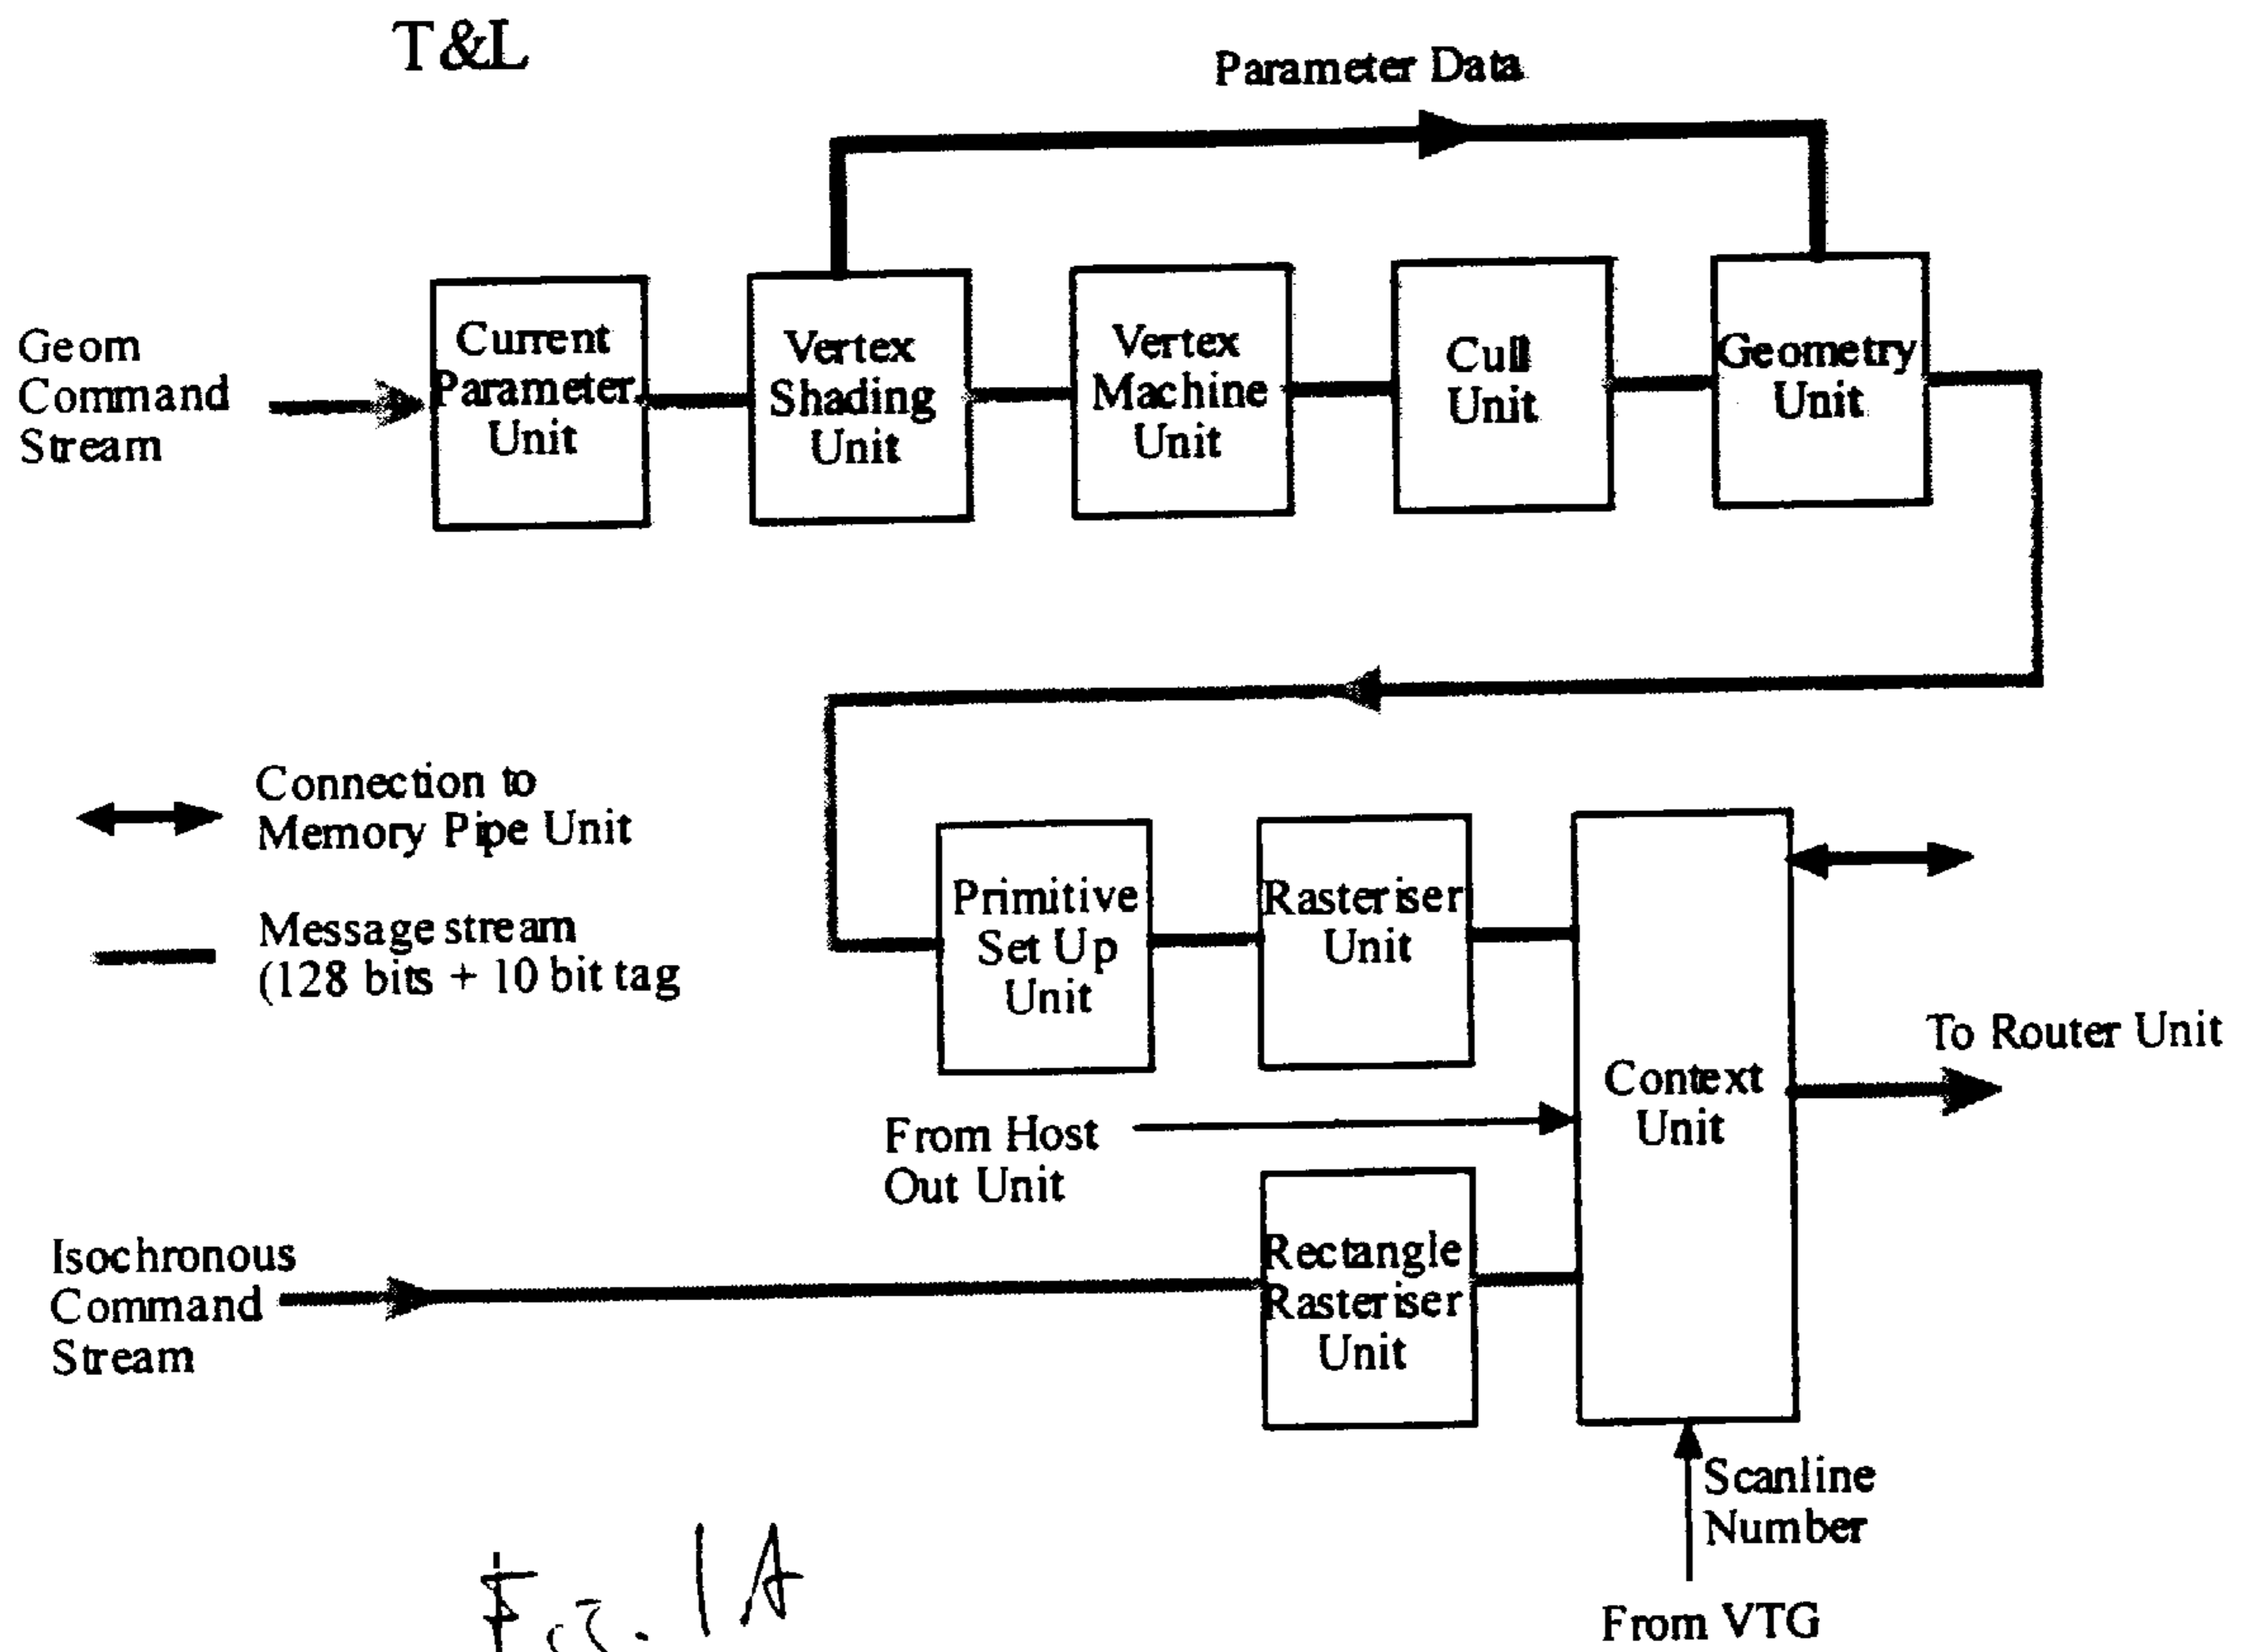 T&L
Parameter Data
Geom
Command
Stream
Current
Parameter
Unit
Vertex
Shading
Unit
Vertex
Machine
Unit
Cull
Unit
Geometry
Unit
Connection to
Memory Pipe Unit
Message stream
(128 bits + 10 bit tag
Primitive
Set Up
Unit
Rasteriser
Unit
Context
Unit
To Router Unit
From Host
Out Unit
Isochronous
Command
Stream
Rectangle
Rasteriser
Unit
Scanline
Number
From VTG
Fig. 1A